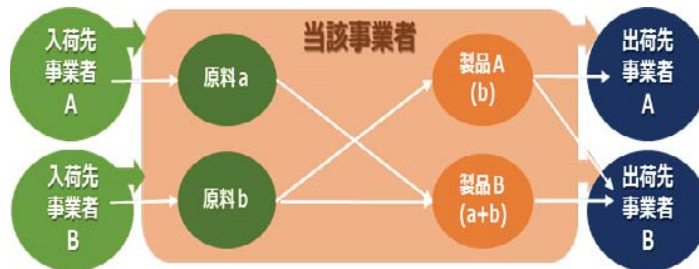 当該事業者
入荷先
事業者
A
原料a
製品A
(b)
出荷先
事業者
A
入荷先
事業者
B
原料b
製品B
(a+b)
出荷先
事業者
B